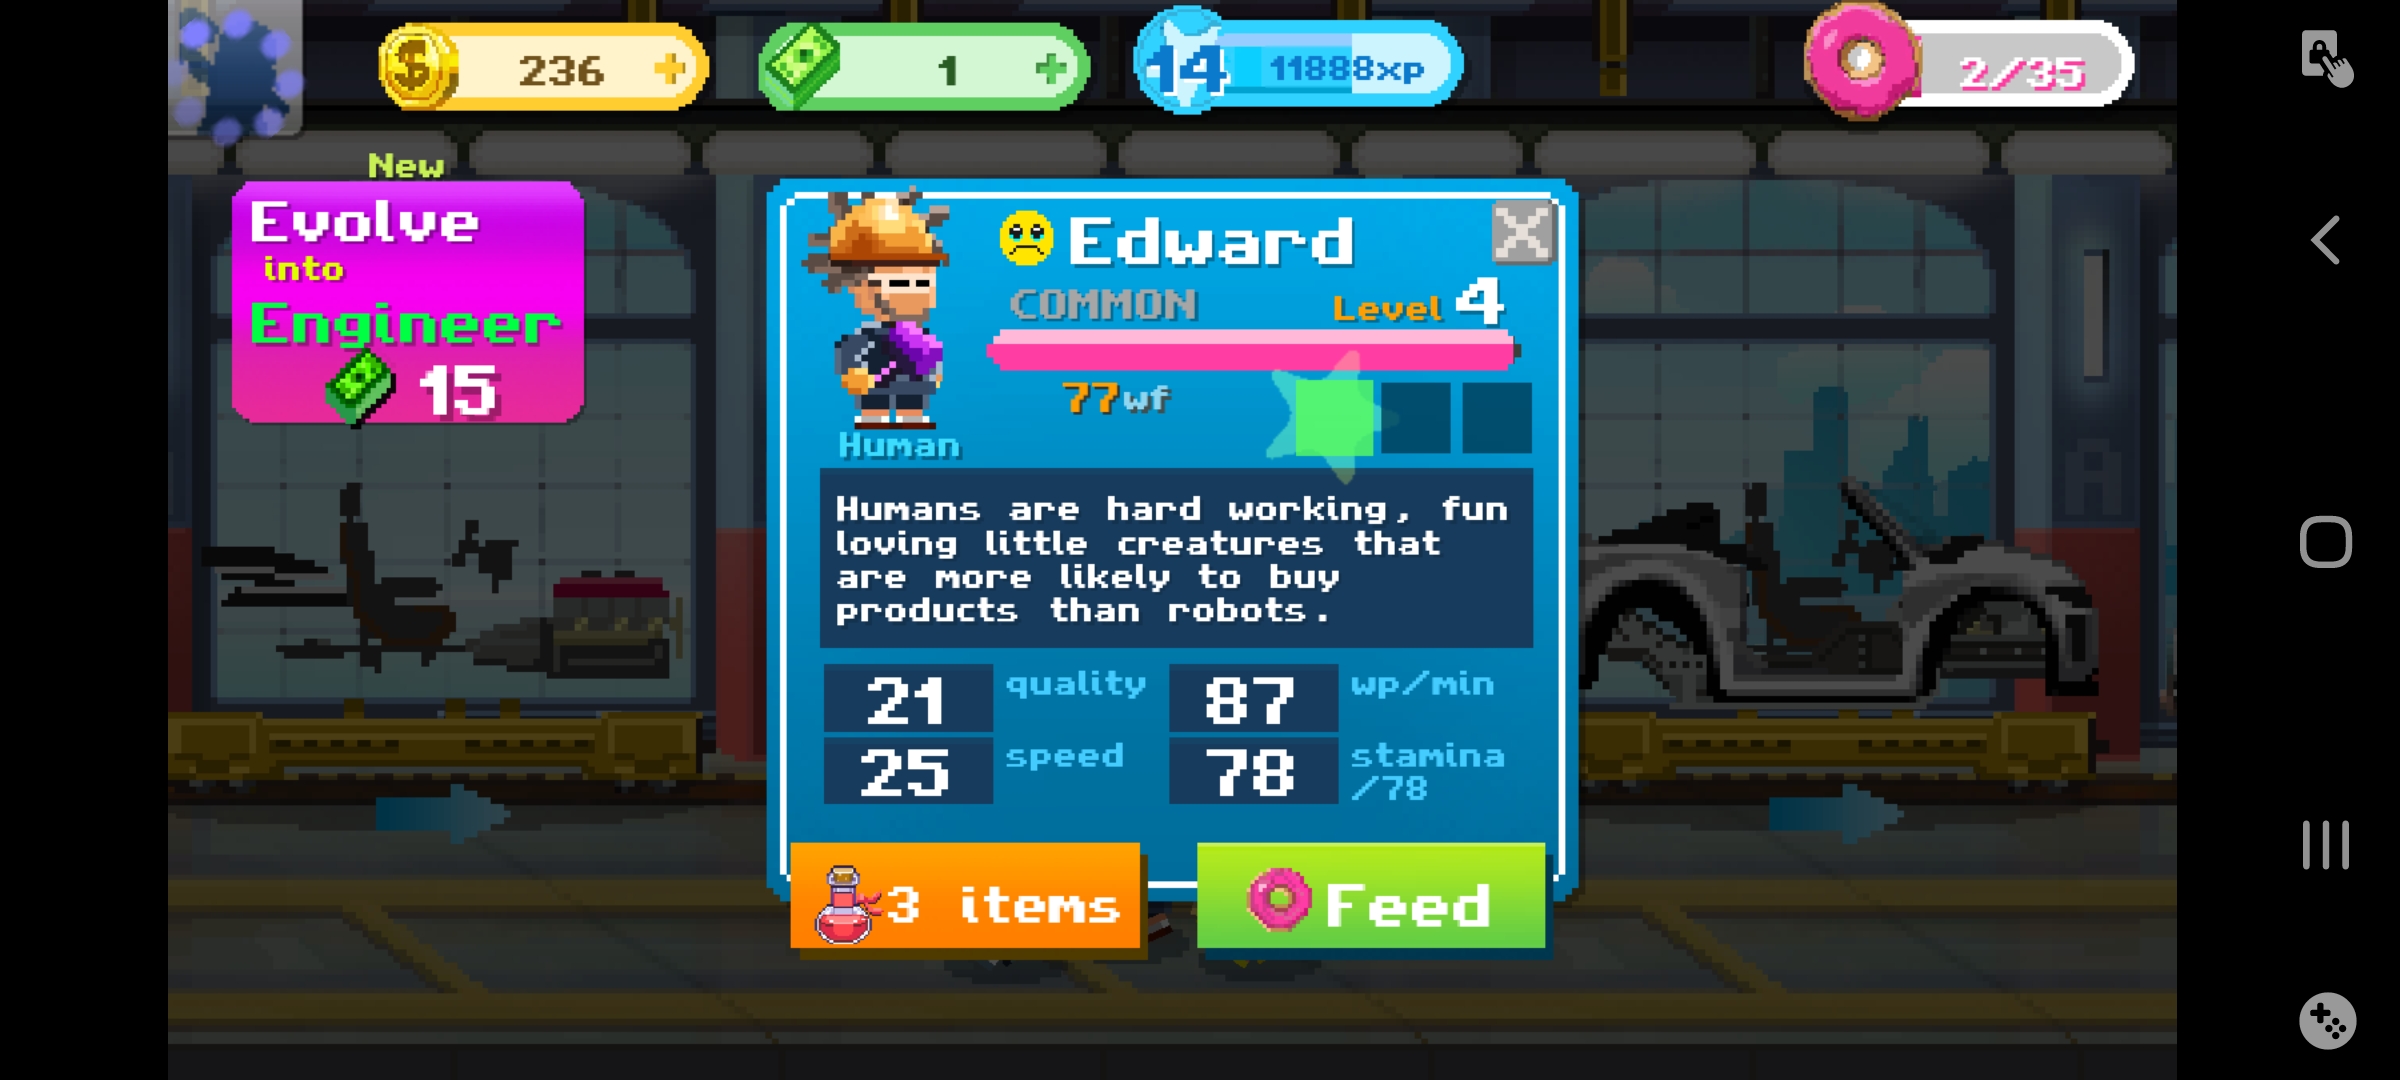 236 +
1 +
14 11888xp
2/35
New
Evolve
into
Engineer
15
Edward
COMMON
Level 4
77wf
Human
Humans are hard working, fun
loving little creatures that
are more likely to buy
products than robots.
21 quality
87 wp/min
25 speed
78 stamina
/78
3 items
Feed
A